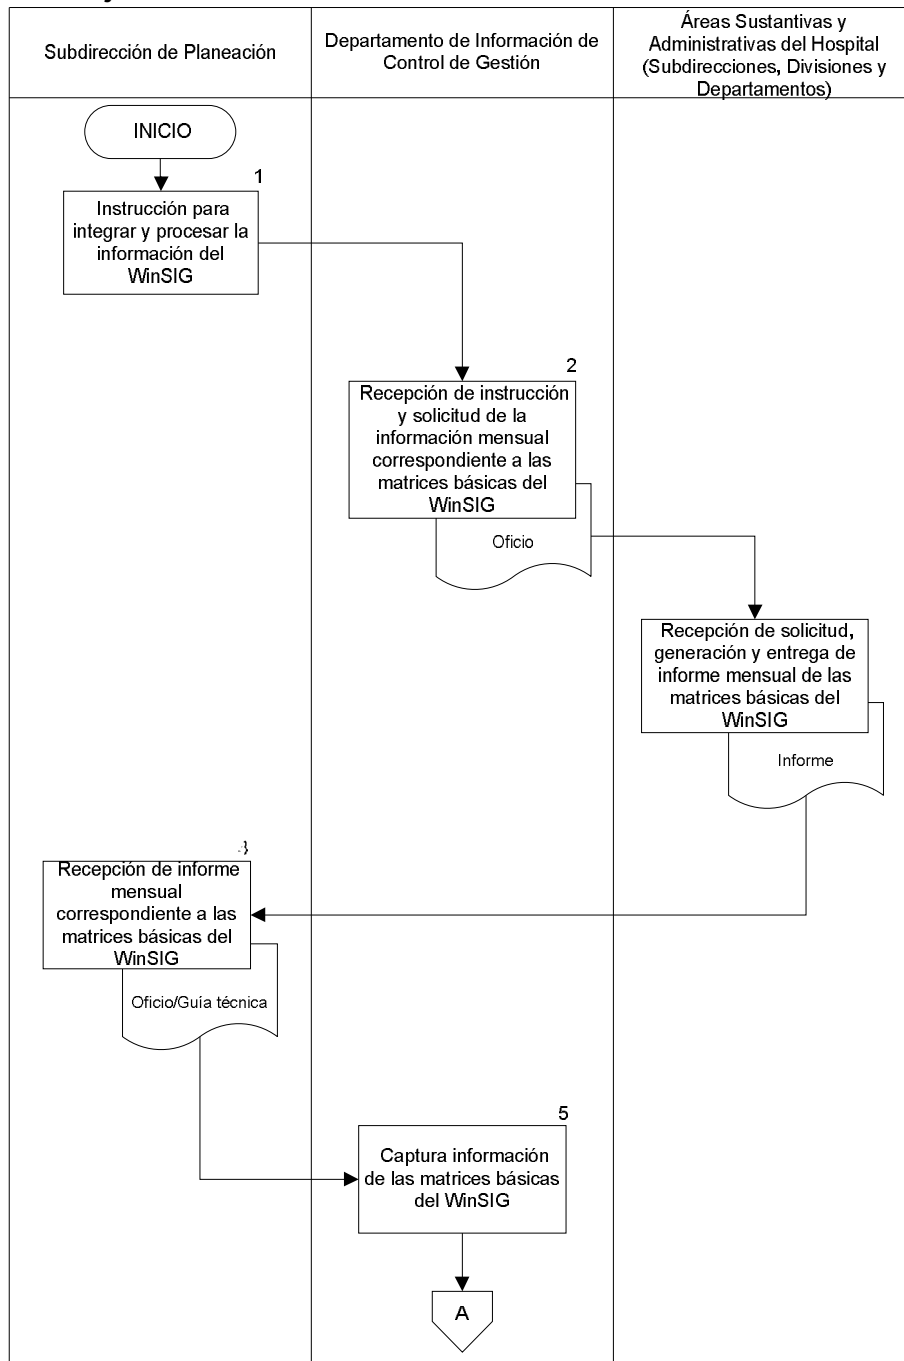 Subdirección de Planeación
Departamento de Información de
Control de Gestión
Áreas Sustantivas y
Administrativas del Hospital
(Subdirecciones, Divisiones y
Departamentos)
INICIO
1
Instrucción para
integrar y procesar la
información del
WinSIG
2
Recepción de instrucción
y solicitud de la
información mensual
correspondiente a las
matrices básicas del
WinSIG
Oficio
Recepción de solicitud,
generación y entrega de
informe mensual de las
matrices básicas del
WinSIG
Informe
Recepción de informe
mensual
correspondiente a las
matrices básicas del
WinSIG
Oficio/Guía técnica
5
Captura información
de las matrices básicas
del WinSIG
A